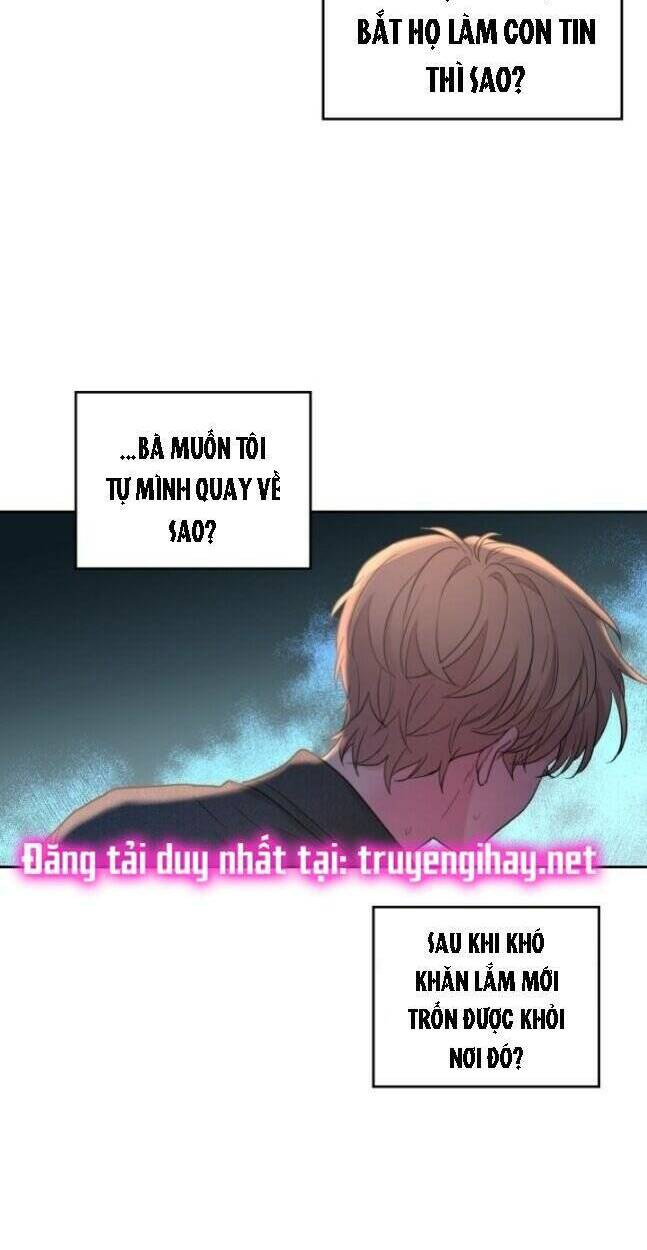 BẮT HỌ LÀM CON TIN
THÌ SAO?
...BÀ MUỐN TÔI
TỰ MÌNH QUAY VỀ
SAO?
Đăng tải duy nhất tại: truyengihay.net
SAU KHI KHÓ
KHĂN LẮM MỚI
TRỐN ĐƯỢC KHỎI
NƠI ĐÓ?